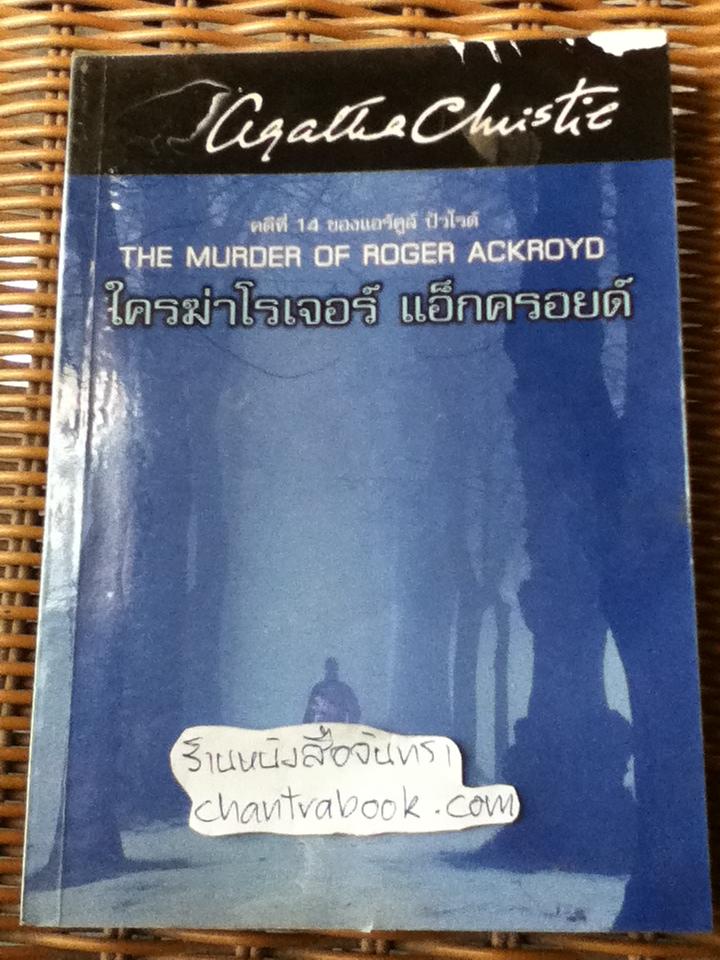 Agatha Christie
คดีที่ 14 ของแอร์กูล ปัวโรต์
THE MURDER OF ROGER ACKROYD
ใครฆ่าโรเจอร์ แอ็กครอยด์
ร้านหนังสือจันทรา
chantrabook.com